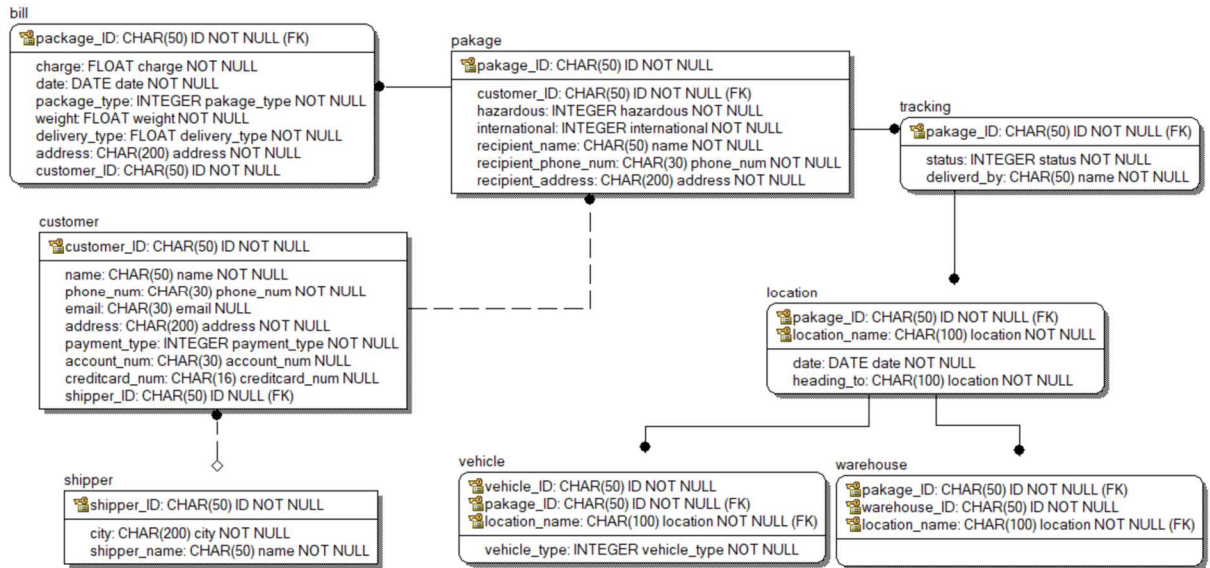 bill
package_ID: CHAR(50) ID NOT NULL (FK)
charge: FLOAT charge NOT NULL
date: DATE date NOT NULL
package_type: INTEGER pakage_type NOT NULL
weight: FLOAT weight NOT NULL
delivery_type: FLOAT delivery_type NOT NULL
address: CHAR(200) address NOT NULL
customer_ID: CHAR(50) ID NOT NULL
pakage
pakage_ID: CHAR(50) ID NOT NULL
customer_ID: CHAR(50) ID NOT NULL (FK)
hazardous: INTEGER hazardous NOT NULL
international: INTEGER international NOT NULL
recipient_name: CHAR(50) name NOT NULL
recipient_phone_num: CHAR(30) phone_num NOT NULL
recipient_address: CHAR(200) address NOT NULL
tracking
pakage_ID: CHAR(50) ID NOT NULL (FK)
status: INTEGER status NOT NULL
deliverd_by: CHAR(50) name NOT NULL
customer
customer_ID: CHAR(50) ID NOT NULL
name: CHAR(50) name NOT NULL
phone_num: CHAR(30) phone_num NOT NULL
email: CHAR(30) email NULL
address: CHAR(200) address NOT NULL
payment_type: INTEGER payment_type NOT NULL
account_num: CHAR(30) account_num NULL
creditcard_num: CHAR(16) creditcard_num NULL
shipper_ID: CHAR(50) ID NULL (FK)
location
pakage_ID: CHAR(50) ID NOT NULL (FK)
location_name: CHAR(100) location NOT NULL
date: DATE date NOT NULL
heading_to: CHAR(100) location NOT NULL
shipper
shipper_ID: CHAR(50) ID NOT NULL
city: CHAR(200) city NOT NULL
shipper_name: CHAR(50) name NOT NULL
vehicle
vehicle_ID: CHAR(50) ID NOT NULL
pakage_ID: CHAR(50) ID NOT NULL (FK)
location_name: CHAR(100) location NOT NULL (FK)
vehicle_type: INTEGER vehicle_type NOT NULL
warehouse
pakage_ID: CHAR(50) ID NOT NULL (FK)
warehouse_ID: CHAR(50) ID NOT NULL
location_name: CHAR(100) location NOT NULL (FK)